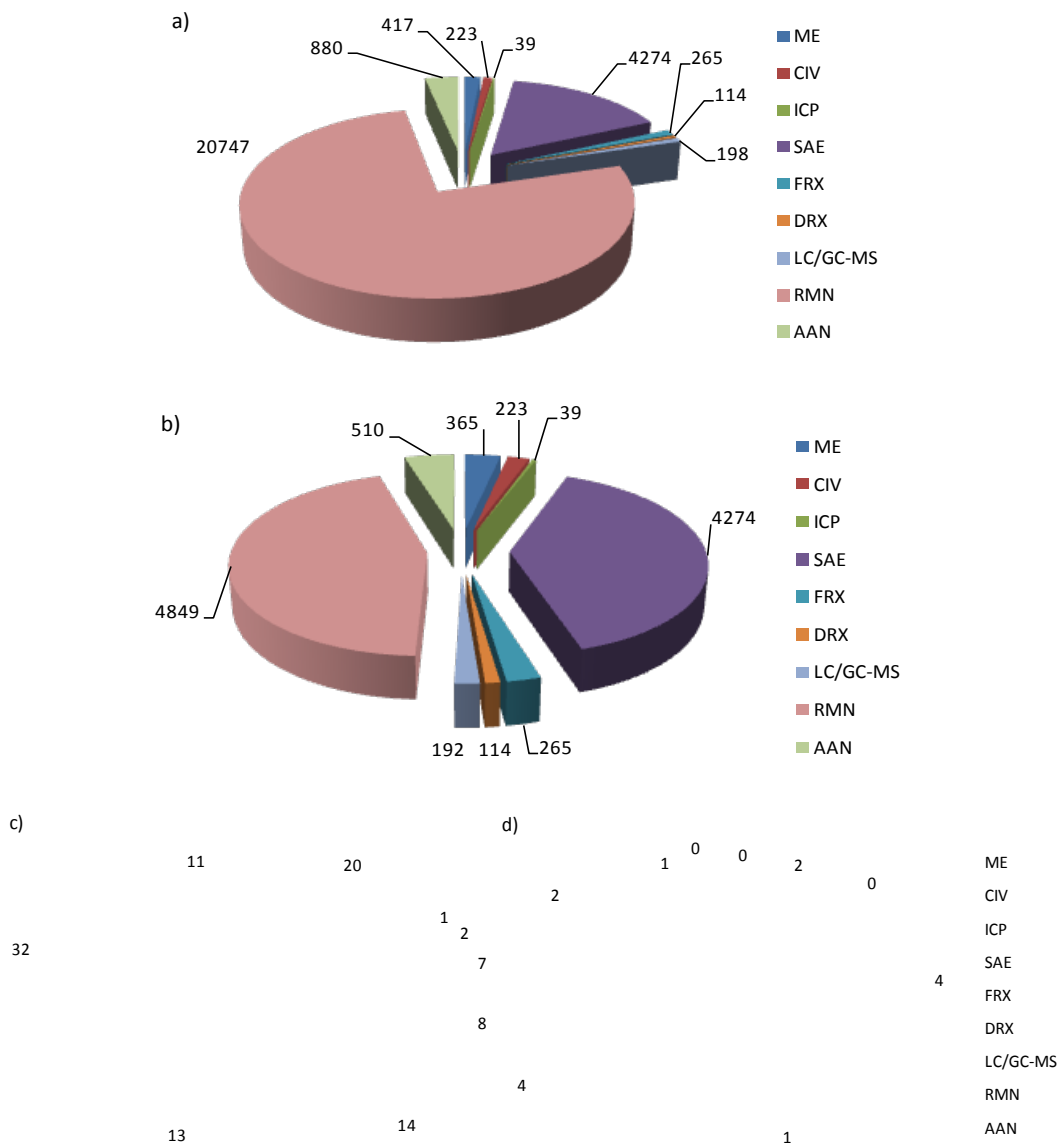 a)
417
223
39
880
4274
265
114
198
20747
ME
CIV
ICP
SAE
FRX
DRX
LC/GC-MS
RMN
AAN
b)
510
365
223
39
4274
4849
192
114
265
ME
CIV
ICP
SAE
FRX
DRX
LC/GC-MS
RMN
AAN
c)
11
20
1
2
32
7
8
4
14
13
d)
0
0
1
2
0
2
4
1
ME
CIV
ICP
SAE
FRX
DRX
LC/GC-MS
RMN
AAN